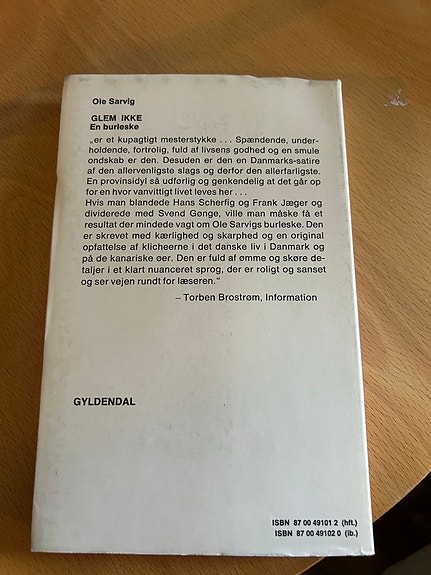 Ole Sarvig
GLEM IKKE
En burleske
„er et kupagtigt mesterstykke . . . Spændende, under-
holdende, fortrolig, fuld af livsens godhed og en smule
ondskab er den. Desuden er den en Danmarks-satire
af den allervenligste slags og derfor den allerfarligste.
En provinsidyl så udførlig og genkendelig at det går op
for en hvor vanvittigt livet leves her . . .
Hvis man blandede Hans Scherfig og Frank Jæger og
dividerede med Svend Gønge, ville man måske få et
resultat der mindede vagt om Ole Sarvigs burleske. Den
er skrevet med kærlighed og skarphed og en original
opfattelse af klicheerne i det danske liv i Danmark og
på de kanariske øer. Den er fuld af ømme og skøre de-
taljer i et klart nuanceret sprog, der er roligt og sanset
og ser vejen rundt for læseren.“
– Torben Brostrøm, Information
GYLDENDAL
ISBN 87 00 49101 2 (hft.)
ISBN 87 00 49102 0 (ib.)